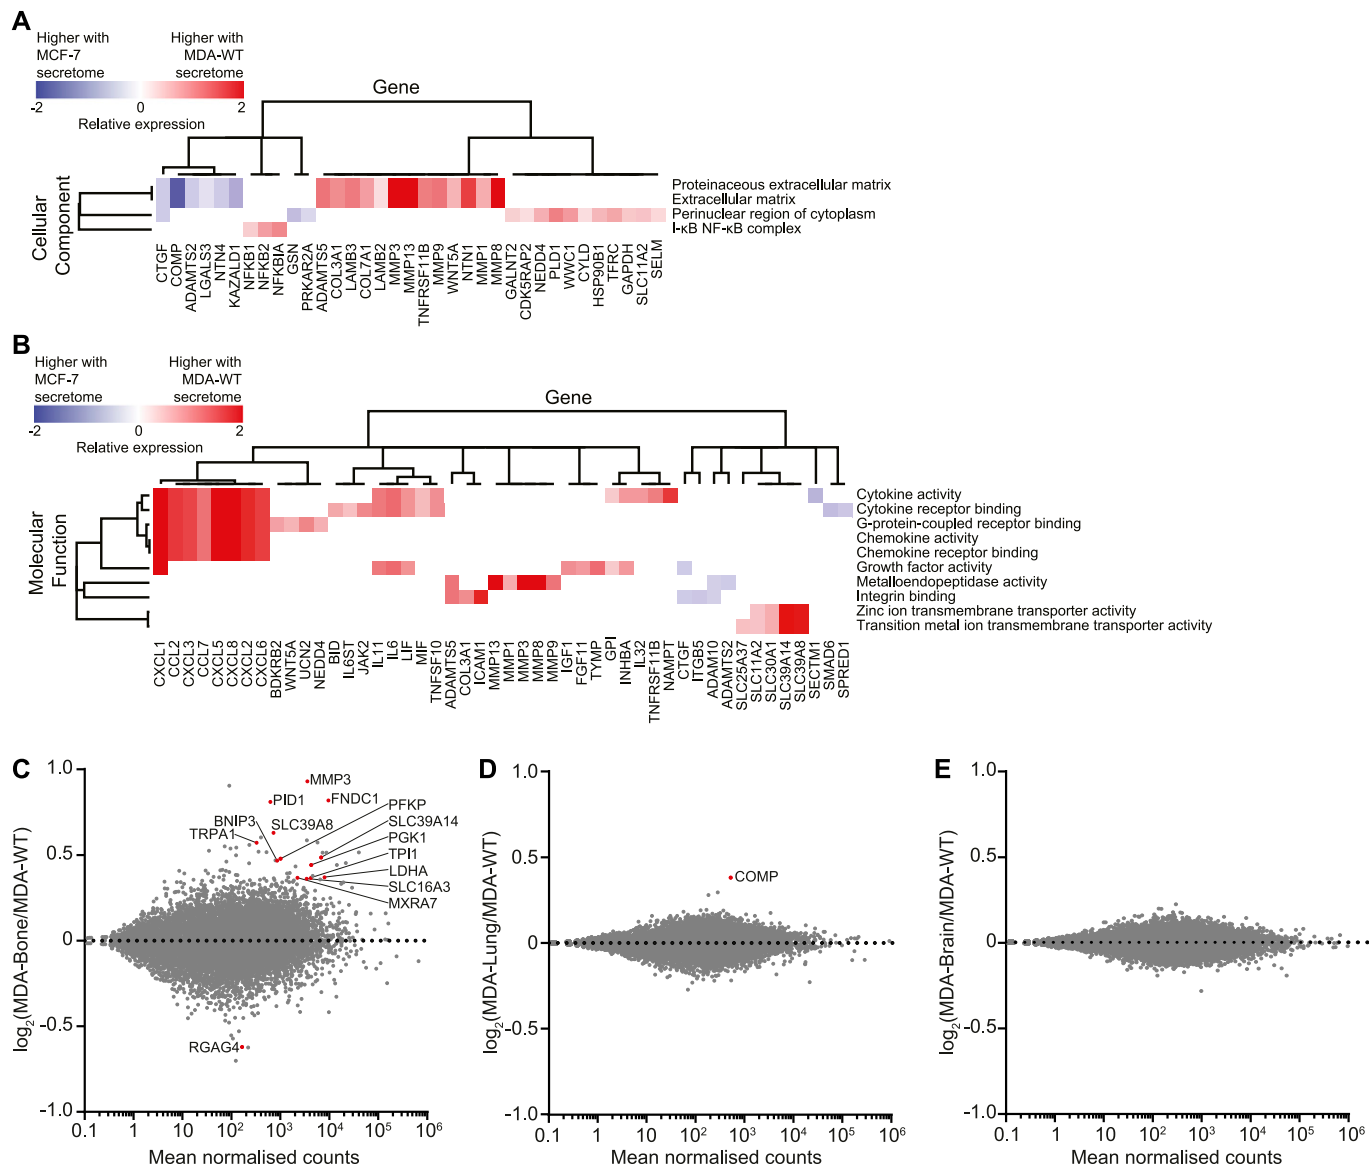 A
Higher with
MCF-7
secretome
Higher with
MDA-WT
secretome
-2
0
2
Relative expression
Gene
Cellular
Component
Proteinaceous extracellular matrix
Extracellular matrix
Perinuclear region of cytoplasm
I-κB NF-κB complex
CTGF
COMP
ADAMTS2
LGALS3
NTN4
KAZALD1
NFKB1
NFKB2
NFKBIA
GSN
PRKAR2A
ADAMTS5
COL3A1
LAMB3
COL7A1
LAMB2
MMP3
MMP13
TNFRSF11B
MMP9
WNT5A
NTN1
MMP1
MMP8
GALNT2
CDK5RAP2
NEDD4
PLD1
WWC1
CYLD
HSP90B1
TFRC
GAPDH
SLC11A2
SELM
B
Higher with
MCF-7
secretome
Higher with
MDA-WT
secretome
-2
0
2
Relative expression
Gene
Molecular
Function
Cytokine activity
Cytokine receptor binding
G-protein-coupled receptor binding
Chemokine activity
Chemokine receptor binding
Growth factor activity
Metalloendopeptidase activity
Integrin binding
Zinc ion transmembrane transporter activity
Transition metal ion transmembrane transporter activity
CXCL1
CCL2
CXCL3
CCL7
CXCL5
CXCL8
CXCL2
CXCL6
BDKRB2
WNT5A
UCN2
NEDD4
BID
IL6ST
JAK2
IL11
IL6
LIF
MIF
TNFSF10
ADAMTS5
COL3A1
ICAM1
MMP13
MMP1
MMP3
MMP8
MMP9
IGF1
FGF11
TYMP
GPI
INHBA
IL32
TNFRSF11B
NAMPT
CTGF
ITGB5
ADAM10
ADAMTS2
SLC25A37
SLC11A2
SLC30A1
SLC39A14
SLC39A8
SECTM1
SMAD6
SPRED1
C
log2(MDA-Bone/MDA-WT)
1.0
0.5
0
−0.5
−1.0
MMP3
PID1
FNDC1
PFKP
BNIP3
SLC39A8
SLC39A14
TRPA1
PGK1
TPI1
LDHA
SLC16A3
MXRA7
RGAG4
0.1
1
10
10²
10³
10⁴
10⁵
10⁶
Mean normalised counts
D
log2(MDA-Lung/MDA-WT)
1.0
0.5
0
−0.5
−1.0
COMP
0.1
1
10
10²
10³
10⁴
10⁵
10⁶
Mean normalised counts
E
log2(MDA-Brain/MDA-WT)
1.0
0.5
0
−0.5
−1.0
0.1
1
10
10²
10³
10⁴
10⁵
10⁶
Mean normalised counts